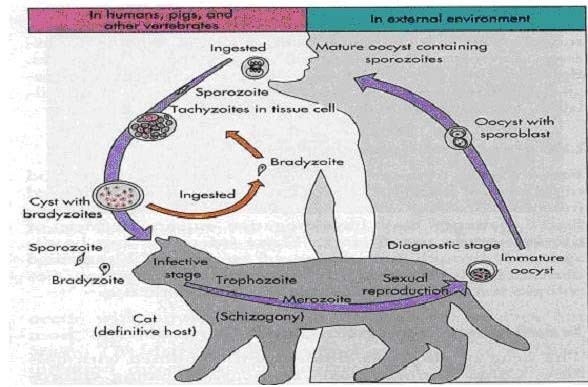 In humans, pigs, and
other vertebrates
In external environment
Ingested
Mature oocyst containing
sporozoites
Sporozoite
Tachyzoites in tissue cell
Oocyst with
sporoblast
Bradyzoite
Ingested
Cyst with
bradyzoites
Sporozoite
Bradyzoite
Infective
stage
Trophozoite
Merozoite
(Schizogony)
Sexual
reproduction
Diagnostic stage
Immature
oocyst
Cat
(definitive host)